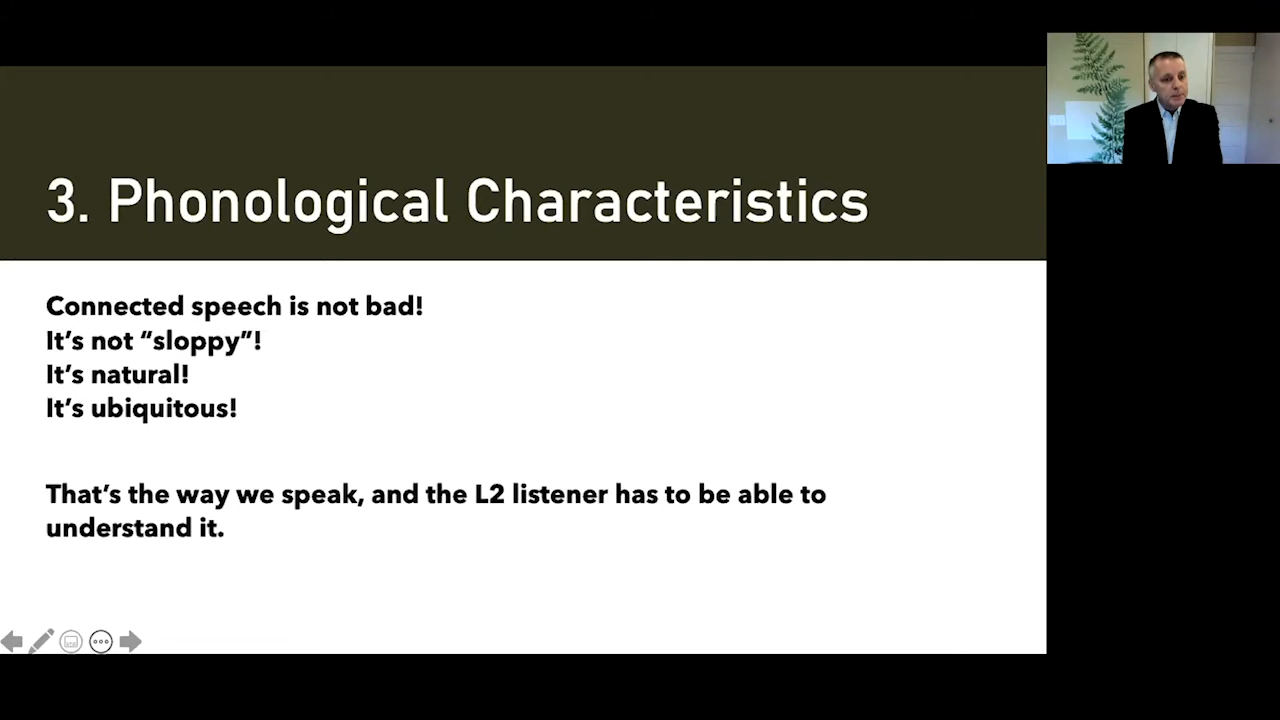 3. Phonological Characteristics
Connected speech is not bad!
It’s not “sloppy”!
It’s natural!
It’s ubiquitous!
That’s the way we speak, and the L2 listener has to be able to
understand it.